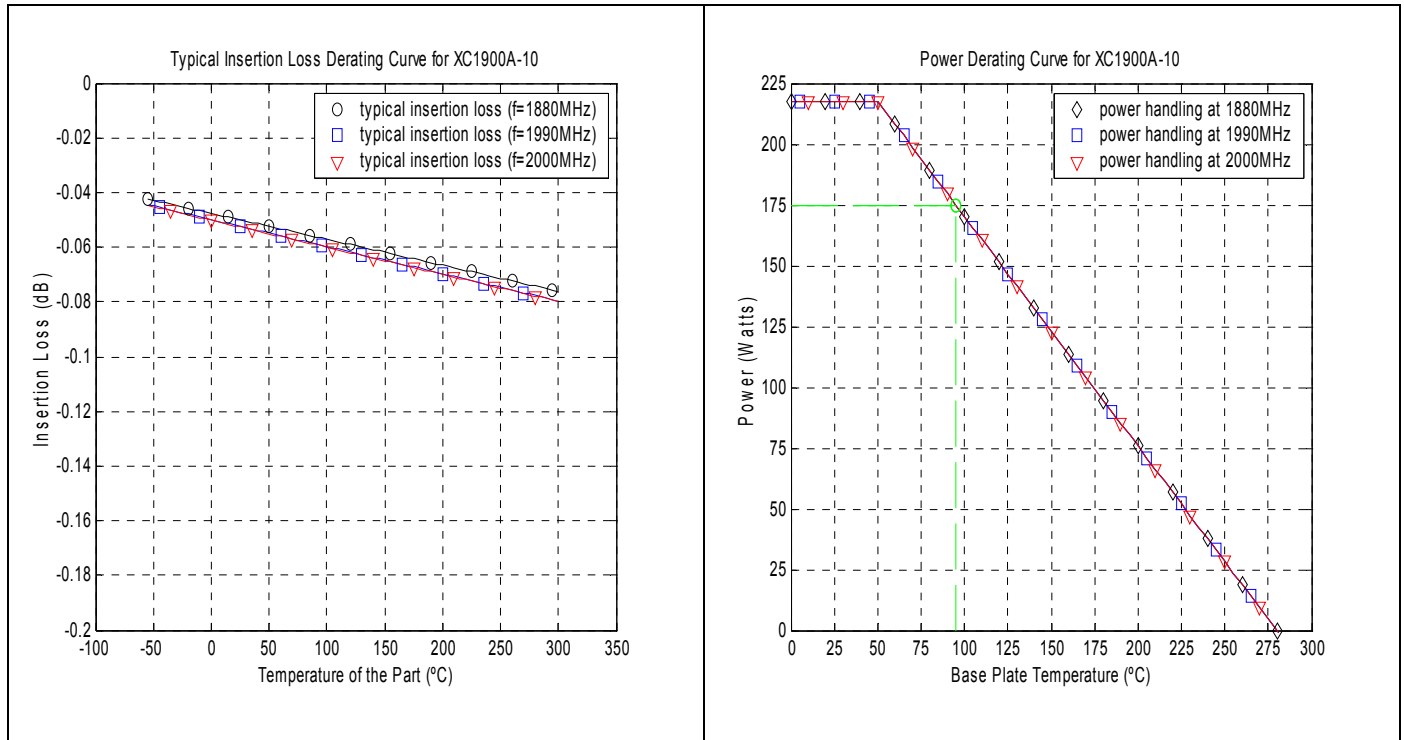 Typical Insertion Loss Derating Curve for XC1900A-10
typical insertion loss (f=1880MHz)
typical insertion loss (f=1990MHz)
typical insertion loss (f=2000MHz)
0
-0.02
-0.04
-0.06
-0.08
-0.1
-0.12
-0.14
-0.16
-0.18
-0.2
Insertion Loss (dB)
-100 -50 0 50 100 150 200 250 300 350
Temperature of the Part (ºC)
Power Derating Curve for XC1900A-10
power handling at 1880MHz
power handling at 1990MHz
power handling at 2000MHz
225
200
175
150
125
100
75
50
25
0
Power (Watts)
0 25 50 75 100 125 150 175 200 225 250 275 300
Base Plate Temperature (ºC)